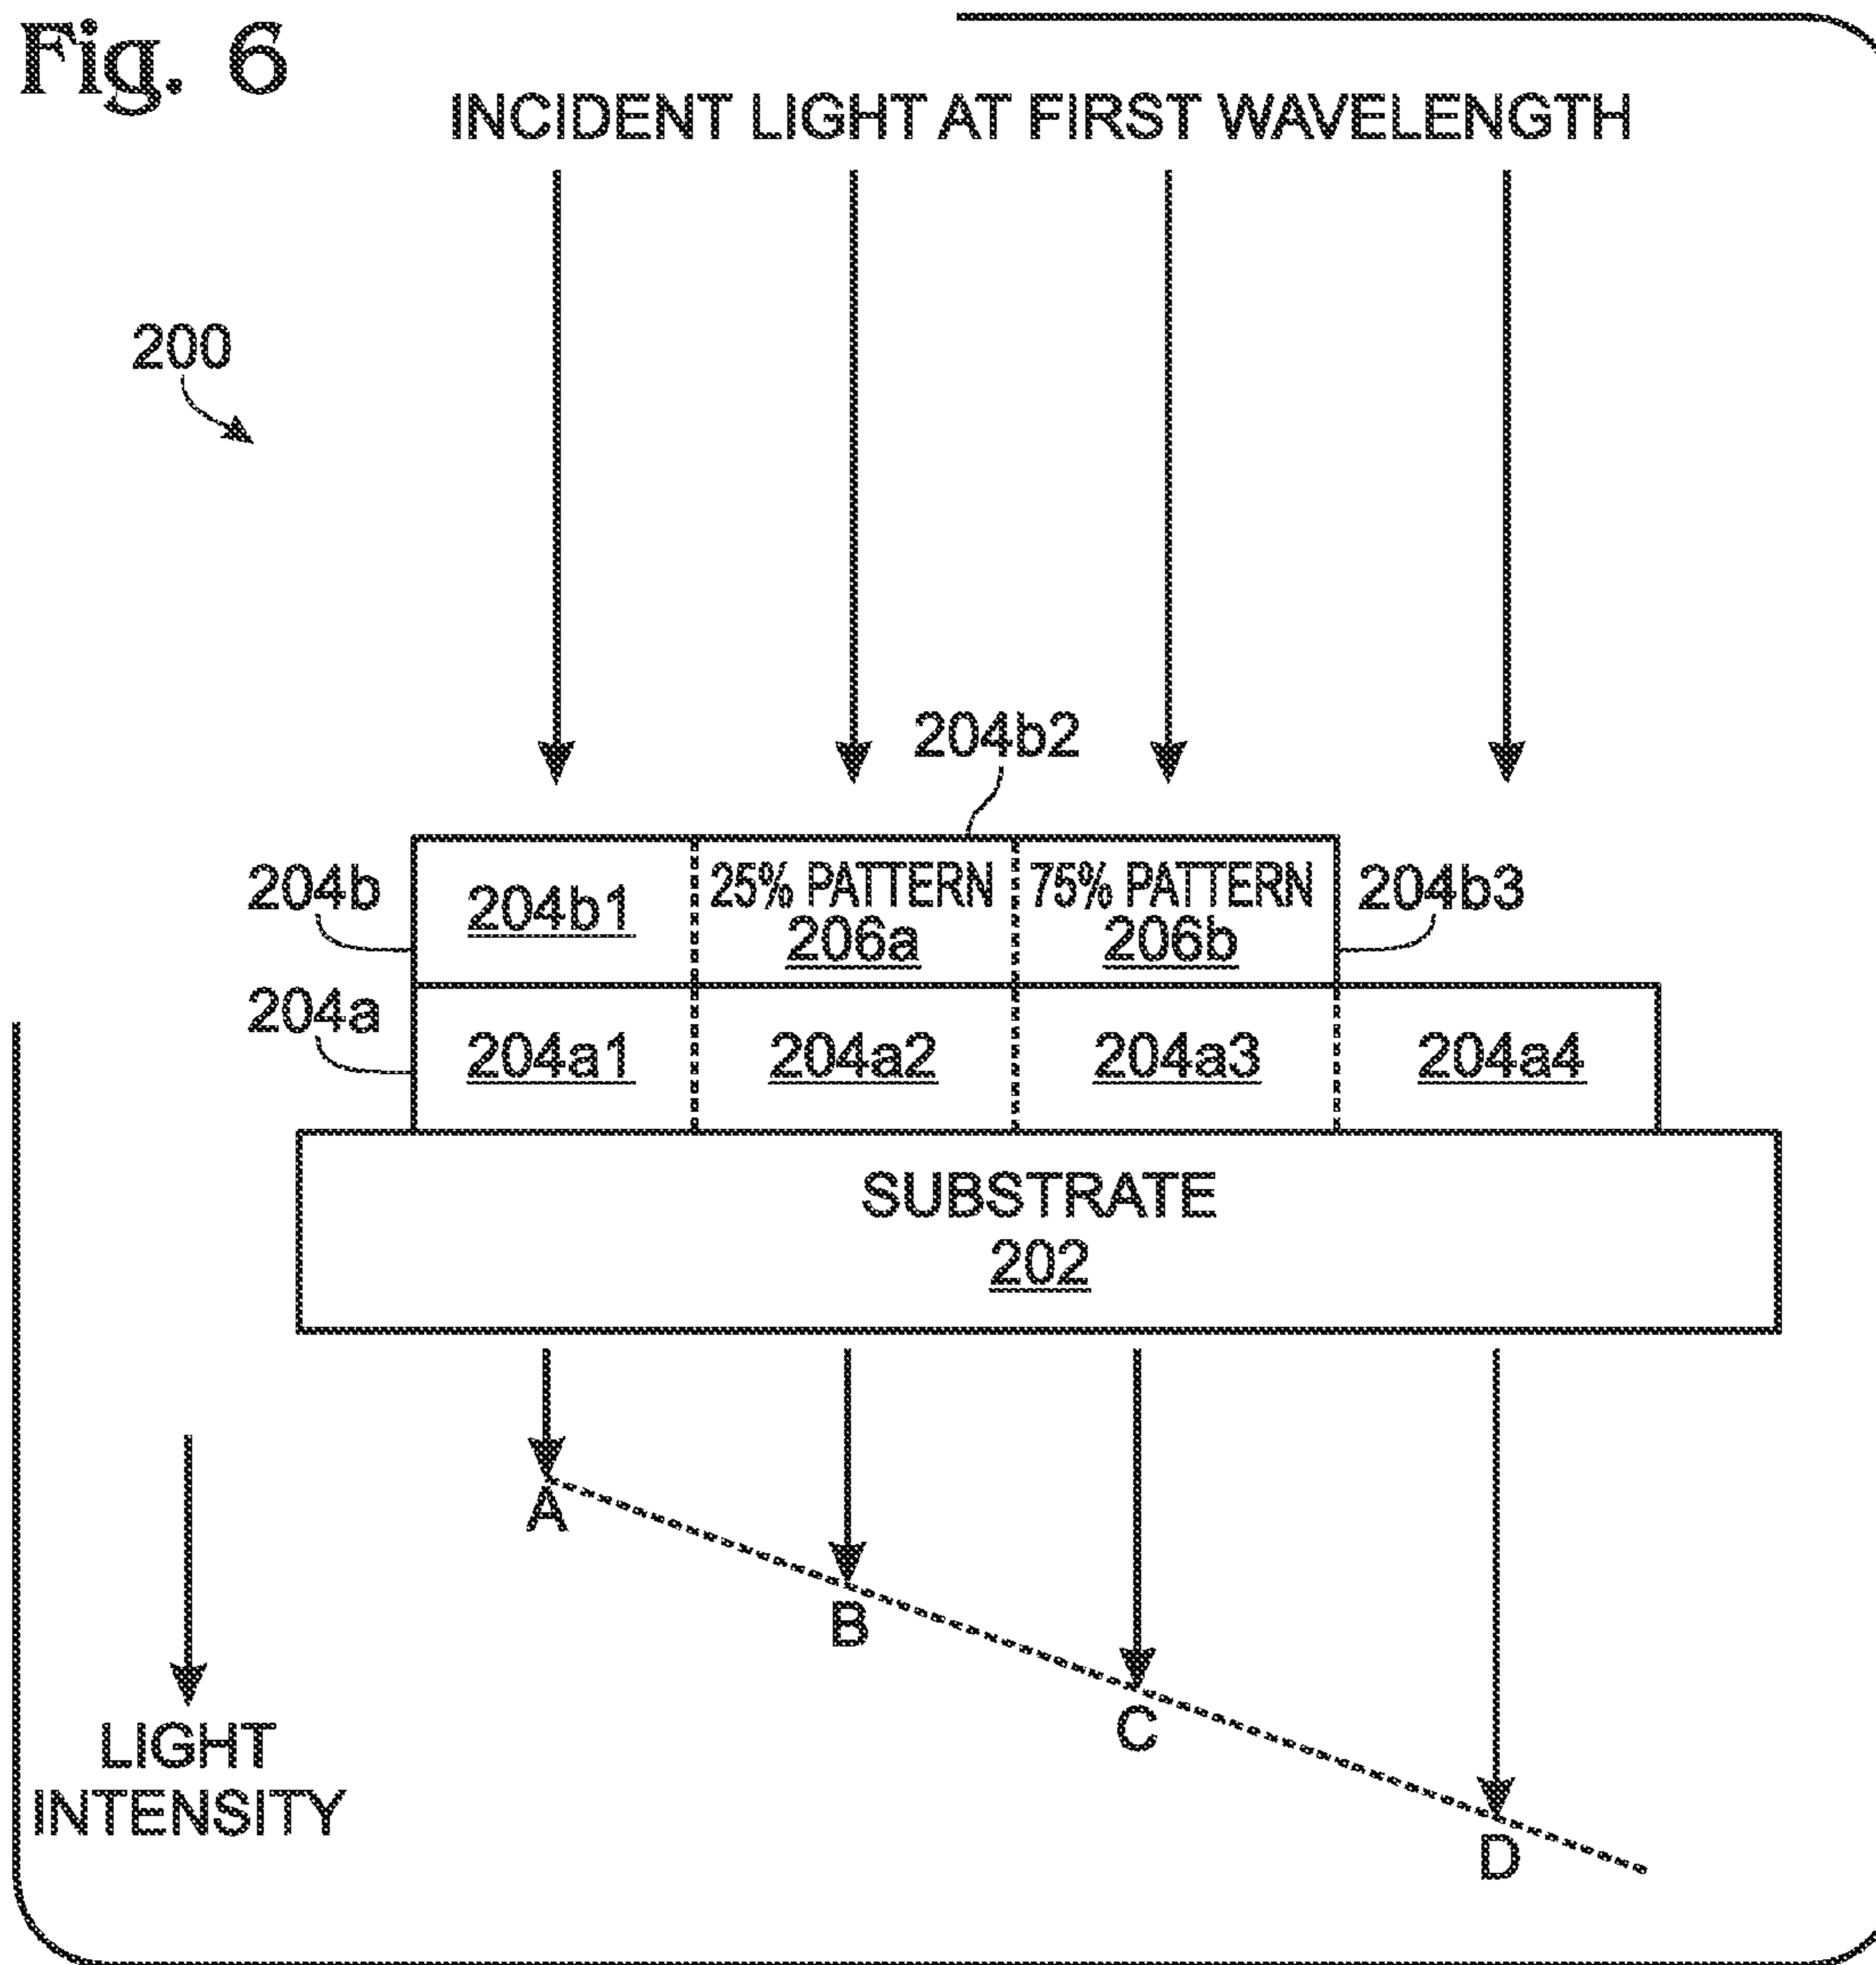 Fig. 6
INCIDENT LIGHT AT FIRST WAVELENGTH
200
204b2
204b
204b1
25% PATTERN
206a
75% PATTERN
206b
204b3
204a
204a1
204a2
204a3
204a4
SUBSTRATE
202
A
B
C
D
LIGHT
INTENSITY